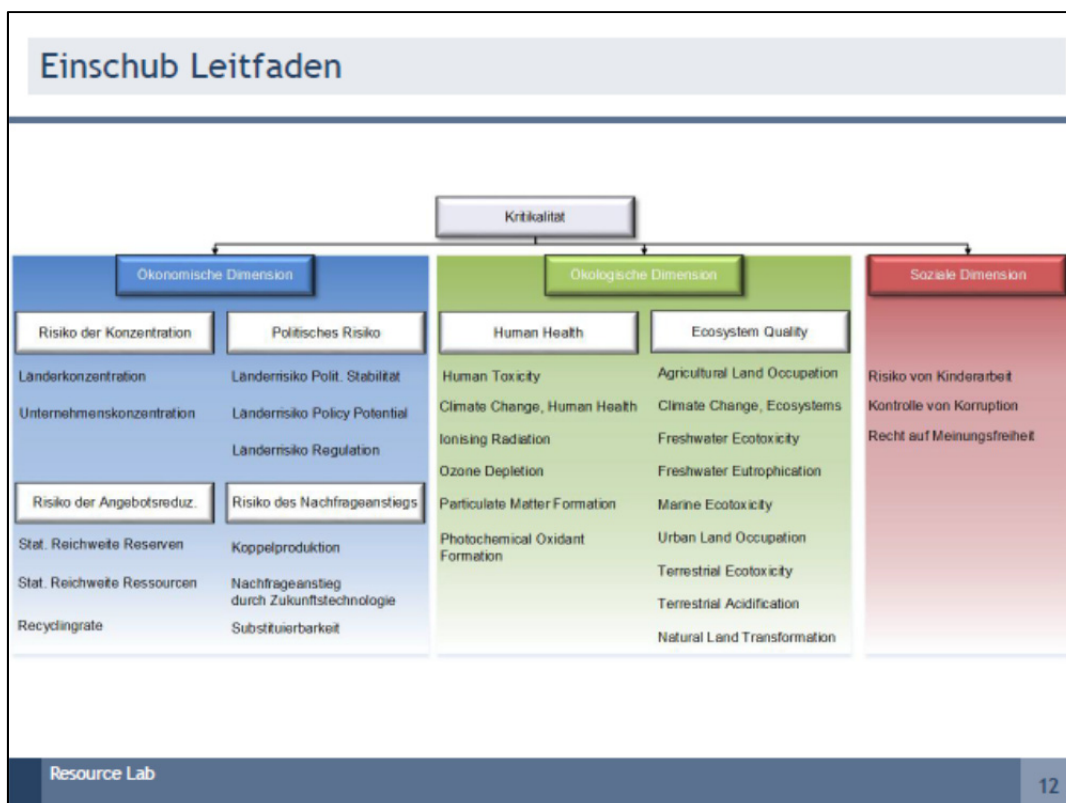 Einschub Leitfaden
Kritikalität
Ökonomische Dimension
Risiko der Konzentration
Länderkonzentration
Unternehmenskonzentration
Politisches Risiko
Länderrisiko Polit. Stabilität
Länderrisiko Policy Potential
Länderrisiko Regulation
Risiko der Angebotsreduz.
Stat. Reichweite Reserven
Stat. Reichweite Ressourcen
Recyclingrate
Risiko des Nachfrageanstiegs
Koppelproduktion
Nachfrageanstieg
durch Zukunftstechnologie
Substituierbarkeit
Ökologische Dimension
Human Health
Human Toxicity
Climate Change, Human Health
Ionising Radiation
Ozone Depletion
Particulate Matter Formation
Photochemical Oxidant
Formation
Ecosystem Quality
Agricultural Land Occupation
Climate Change, Ecosystems
Freshwater Ecotoxicity
Freshwater Eutrophication
Marine Ecotoxicity
Urban Land Occupation
Terrestrial Ecotoxicity
Terrestrial Acidification
Natural Land Transformation
Soziale Dimension
Risiko von Kinderarbeit
Kontrolle von Korruption
Recht auf Meinungsfreiheit
Resource Lab
12